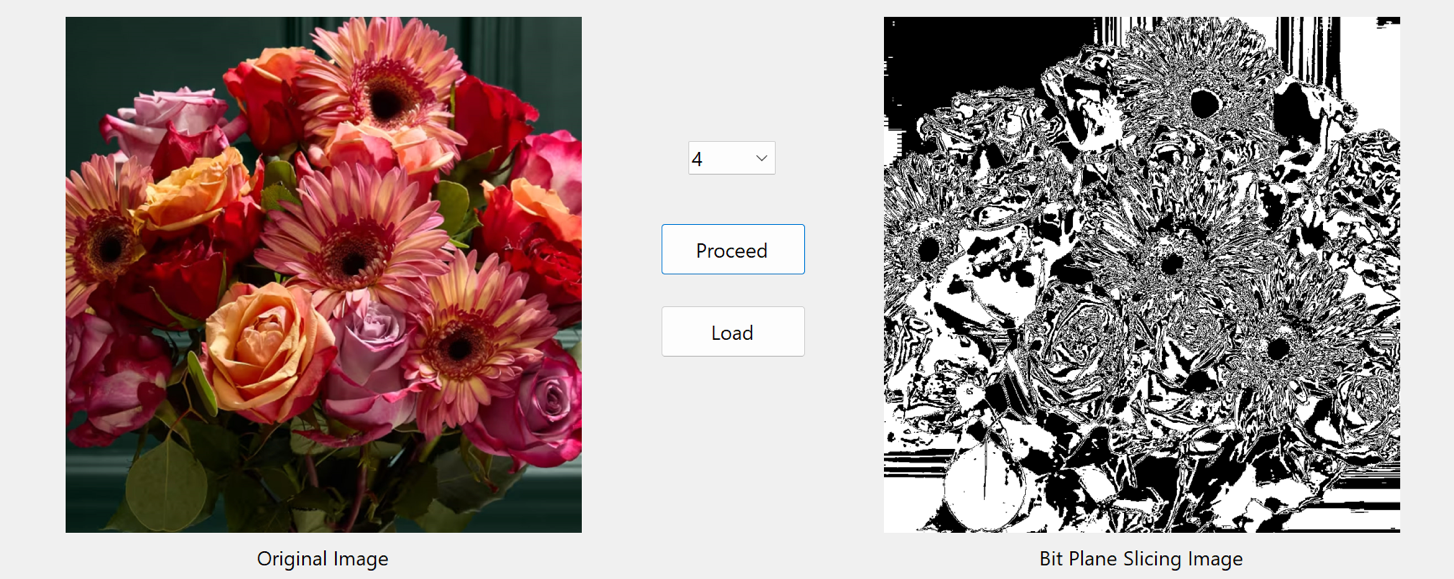 4
Proceed
Load
Original Image
Bit Plane Slicing Image